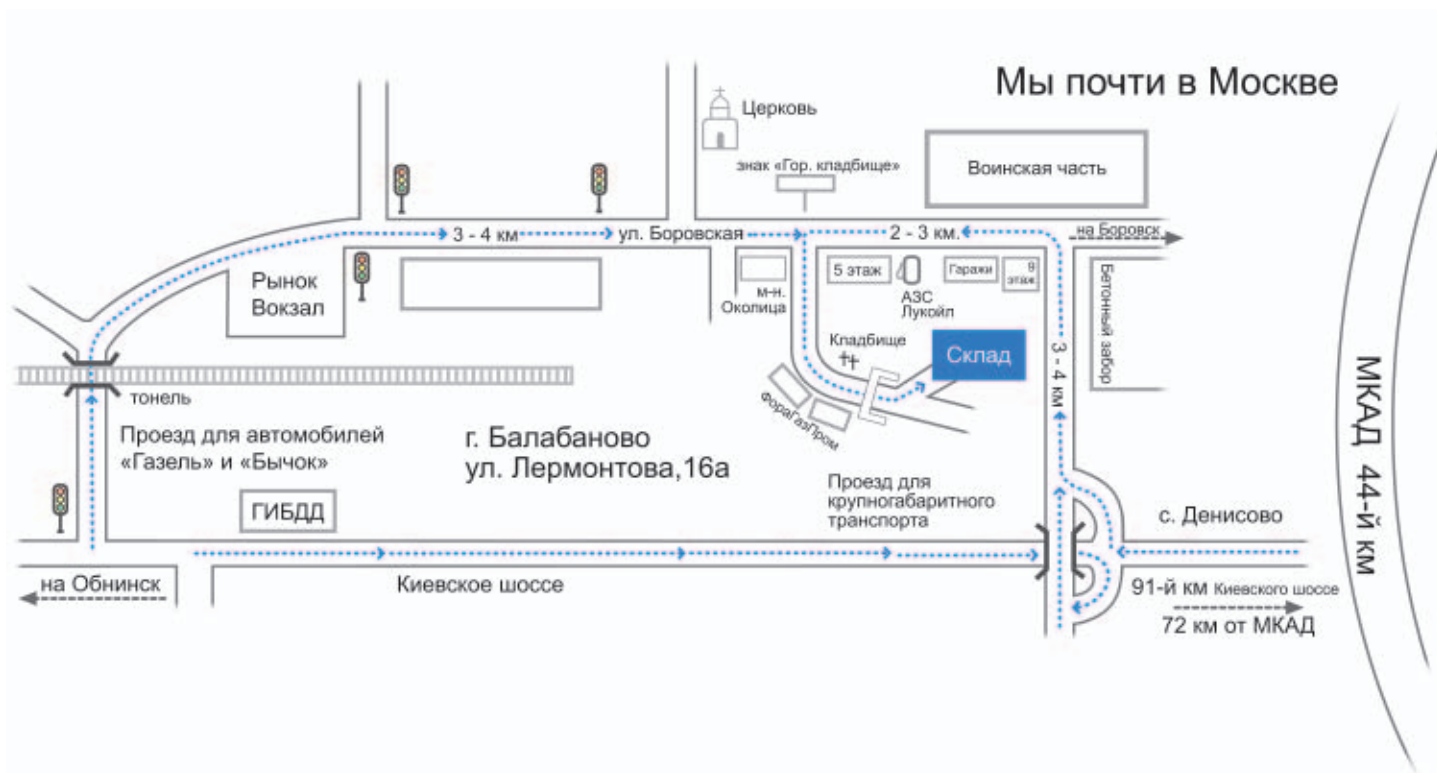 Мы почти в Москве
Церковь
знак «Гор. кладбище»
Воинская часть
3 - 4 км
ул. Боровская
2 - 3 км.
на Боровск
Рынок
Вокзал
м-н.
Околица
5 этаж
АЗС
Лукойл
Гаражи
9
этаж
Бетонный забор
Кладбище
Склад
3 - 4 км
МКАД 44-й км
тонель
ФораГазПром
Проезд для автомобилей
«Газель» и «Бычок»
г. Балабаново
ул. Лермонтова,16а
Проезд для
крупногабаритного
транспорта
ГИБДД
с. Денисово
на Обнинск
Киевское шоссе
91-й км Киевского шоссе
72 км от МКАД